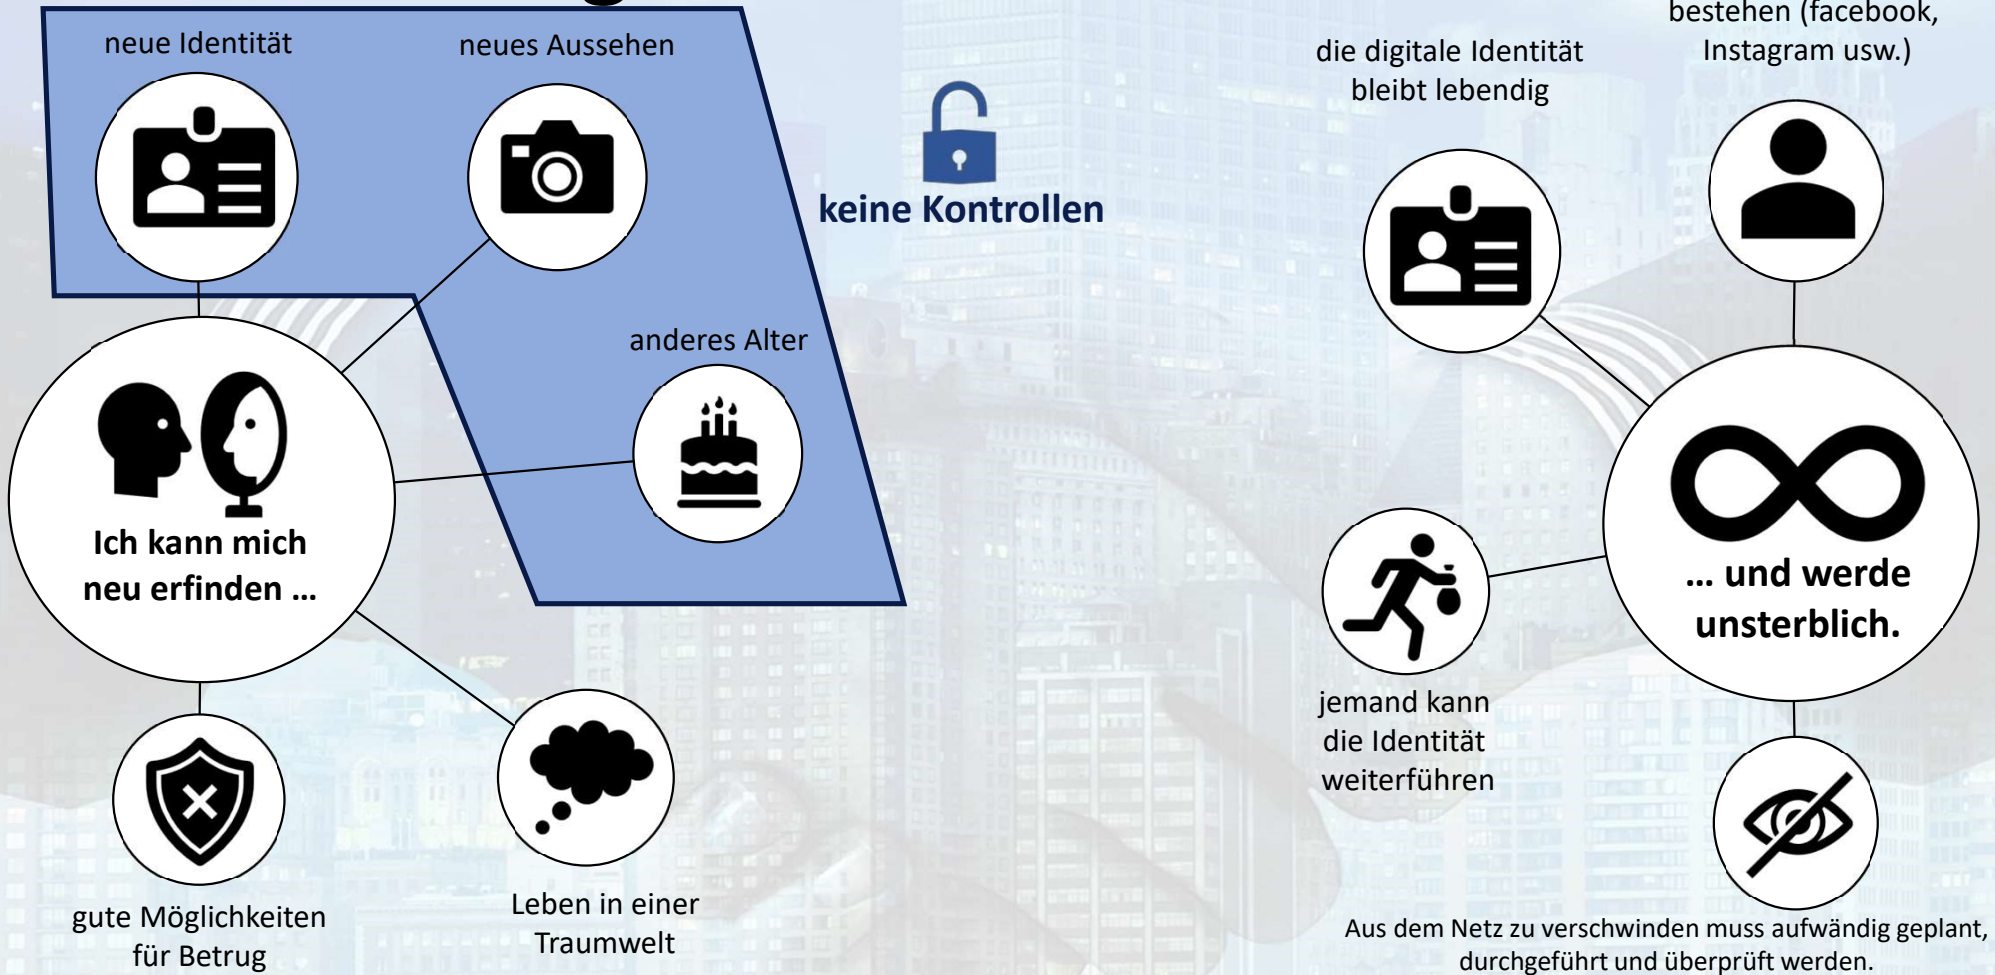 neue Identität
neues Aussehen
keine Kontrollen
anderes Alter
Ich kann mich
neu erfinden ...
gute Möglichkeiten
für Betrug
Leben in einer
Traumwelt
die digitale Identität
bleibt lebendig
bestehen (facebook,
Instagram usw.)
... und werde
unsterblich.
jemand kann
die Identität
weiterführen
Aus dem Netz zu verschwinden muss aufwändig geplant,
durchgeführt und überprüft werden.